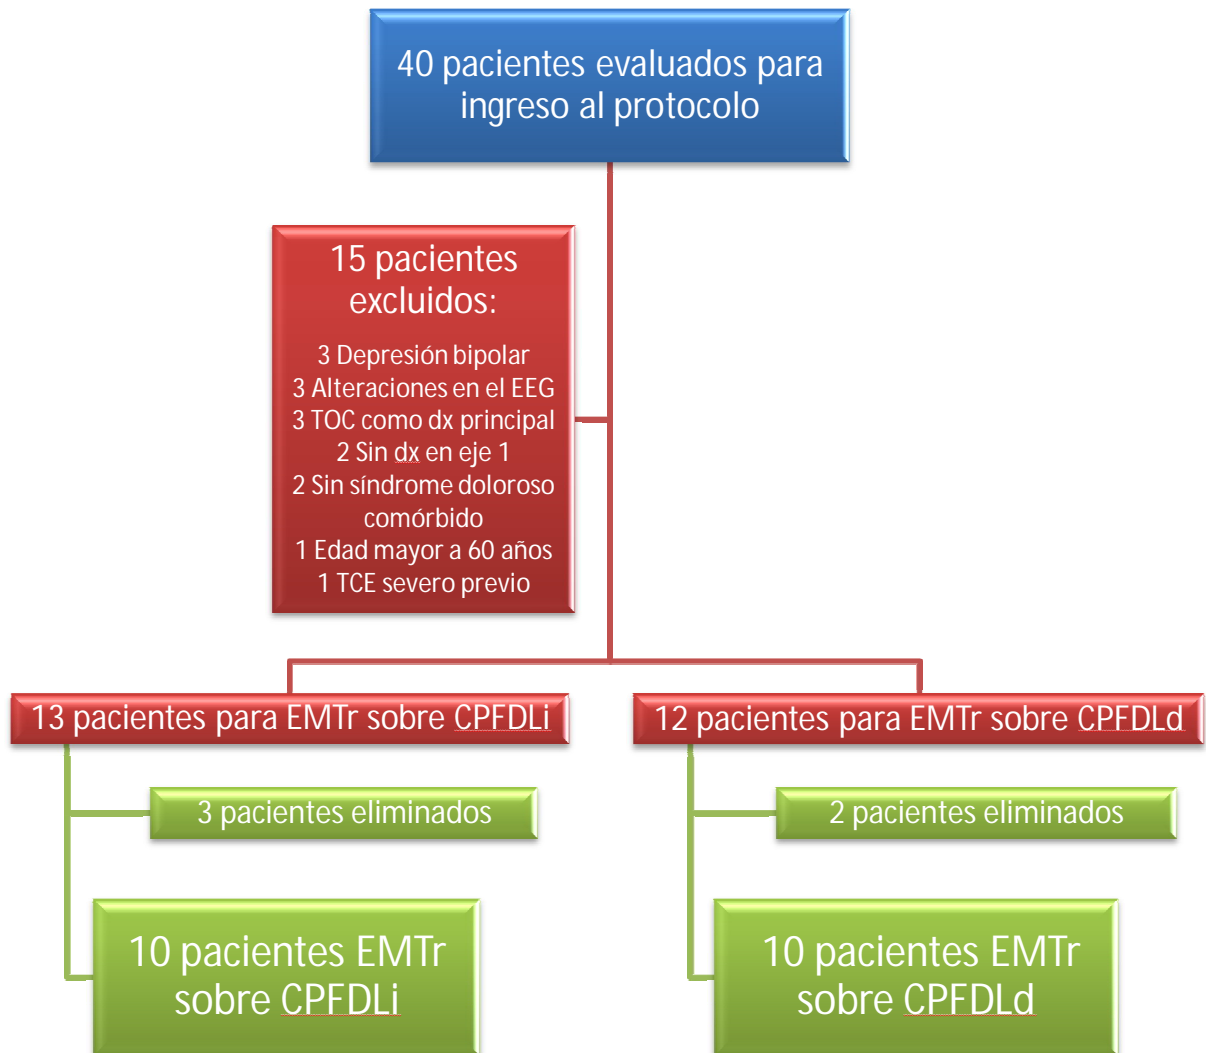 40 pacientes evaluados para
ingreso al protocolo
15 pacientes
excluidos:
3 Depresión bipolar
3 Alteraciones en el EEG
3 TOC como dx principal
2 Sin dx en eje 1
2 Sin síndrome doloroso
comórbido
1 Edad mayor a 60 años
1 TCE severo previo
13 pacientes para EMTr sobre CPFDLi
12 pacientes para EMTr sobre CPFDLd
3 pacientes eliminados
2 pacientes eliminados
10 pacientes EMTr
sobre CPFDLi
10 pacientes EMTr
sobre CPFDLd